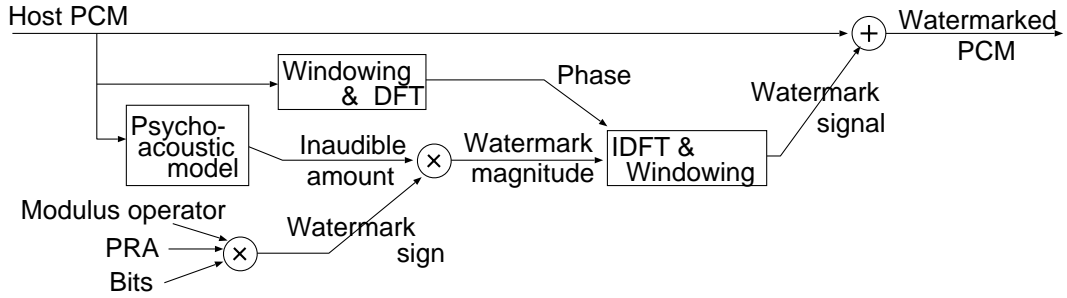 Host PCM
Watermarked
PCM
Windowing
& DFT
Phase
Watermark
signal
Psycho-
acoustic
model
Inaudible
amount
×
Watermark
magnitude
IDFT &
Windowing
+
Modulus operator
PRA
Bits
×
Watermark
sign